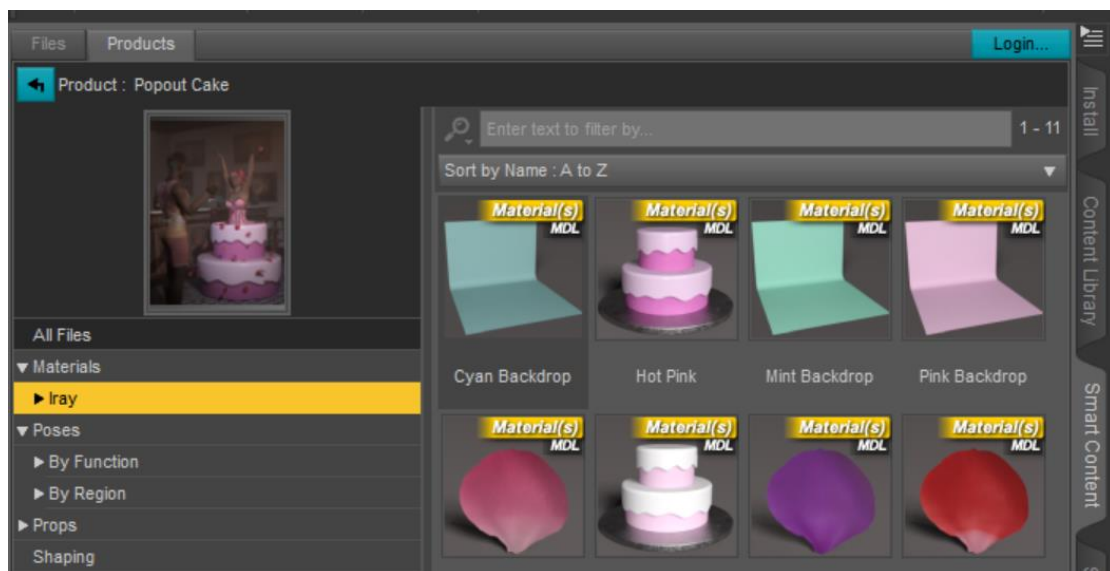 Files Products Login...
Product : Popout Cake
Enter text to filter by... 1 - 11
Sort by Name : A to Z
All Files
Materials
Iray
Poses
By Function
By Region
Props
Shaping
Material(s) MDL
Material(s) MDL
Material(s) MDL
Material(s) MDL
Cyan Backdrop
Hot Pink
Mint Backdrop
Pink Backdrop
Material(s) MDL
Material(s) MDL
Material(s) MDL
Material(s) MDL
Install
Content Library
Smart Content